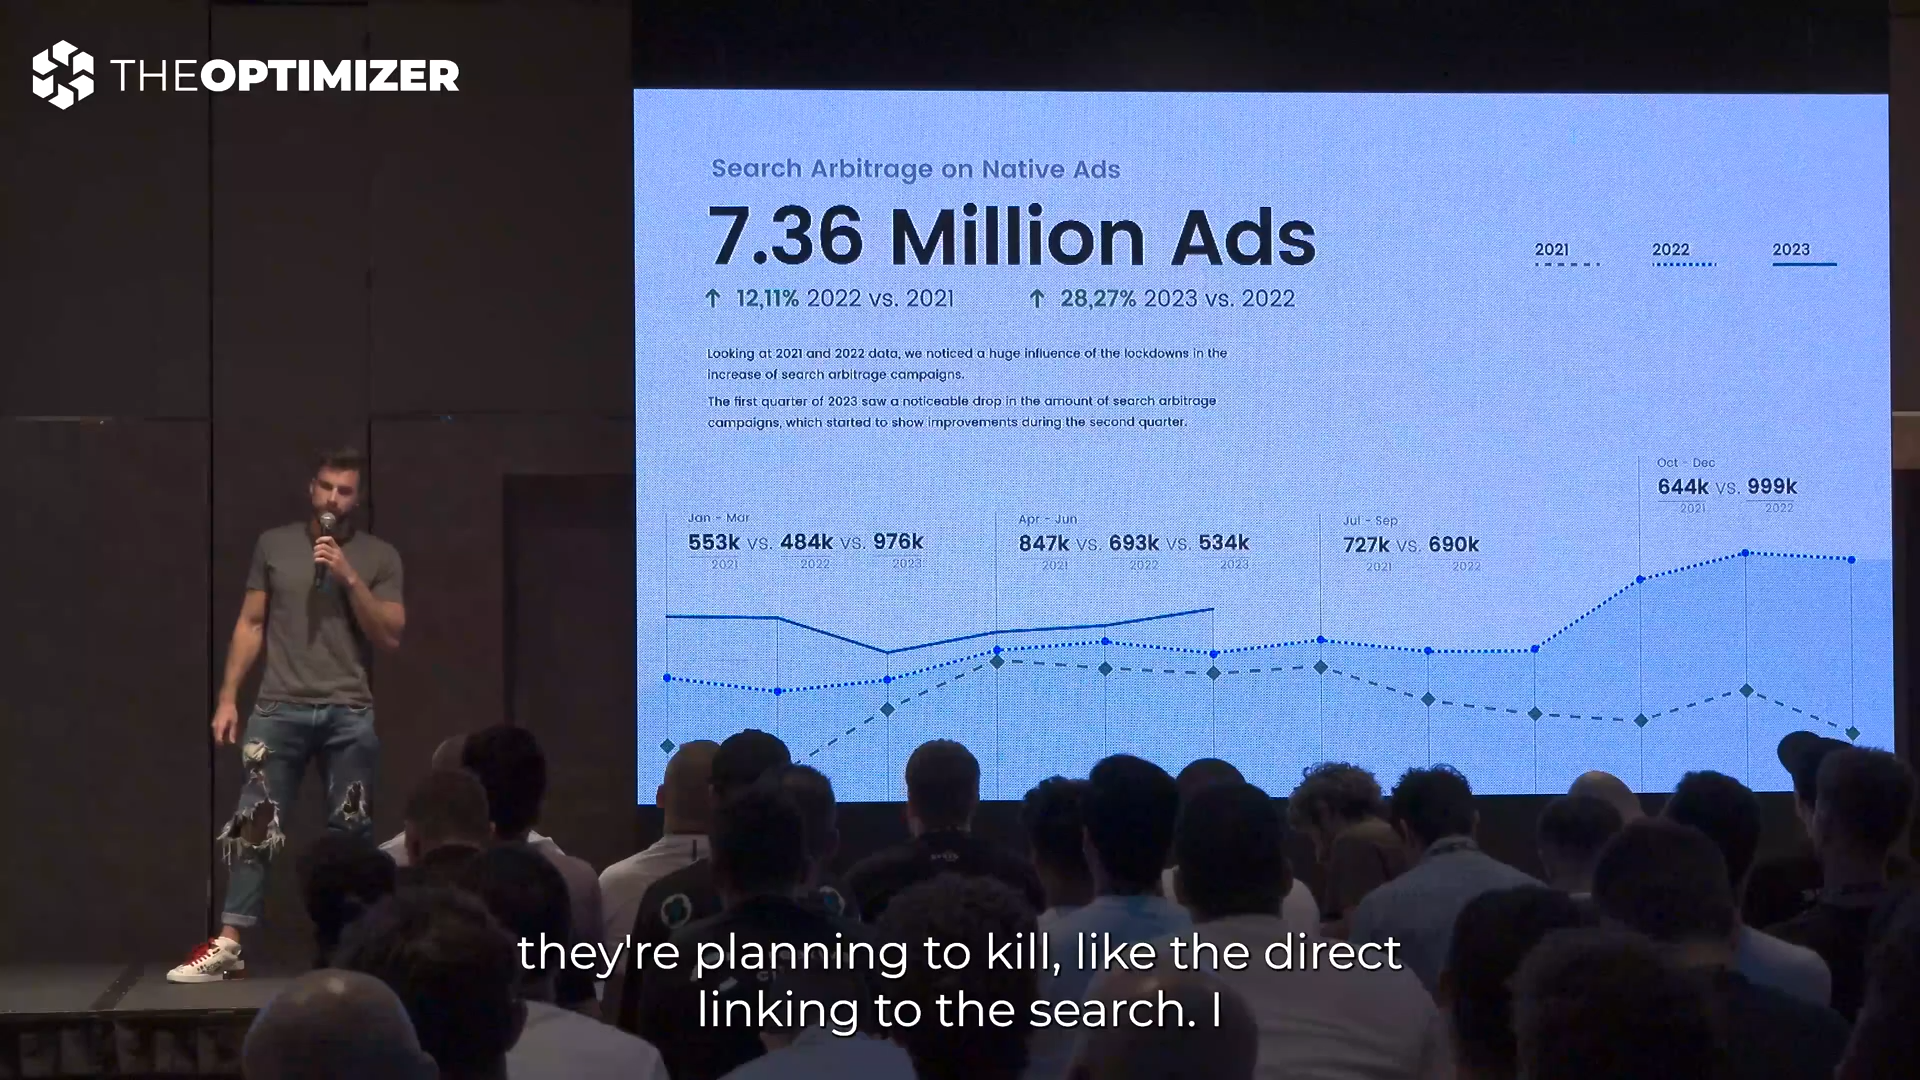 THEOPTIMIZER
Search Arbitrage on Native Ads
7.36 Million Ads
↑ 12,11% 2022 vs. 2021 ↑ 28,27% 2023 vs. 2022
2021 2022 2023
Looking at 2021 and 2022 data, we noticed a huge influence of the lockdowns in the
increase of search arbitrage campaigns.
The first quarter of 2023 saw a noticeable drop in the amount of search arbitrage
campaigns, which started to show improvements during the second quarter.
Jan - Mar
553k vs. 484k vs. 976k
2021 2022 2023
Apr - Jun
847k vs. 693k vs. 534k
2021 2022 2023
Jul - Sep
727k vs. 690k
2021 2022
Oct - Dec
644k vs. 999k
2021 2022
they're planning to kill, like the direct
linking to the search. I